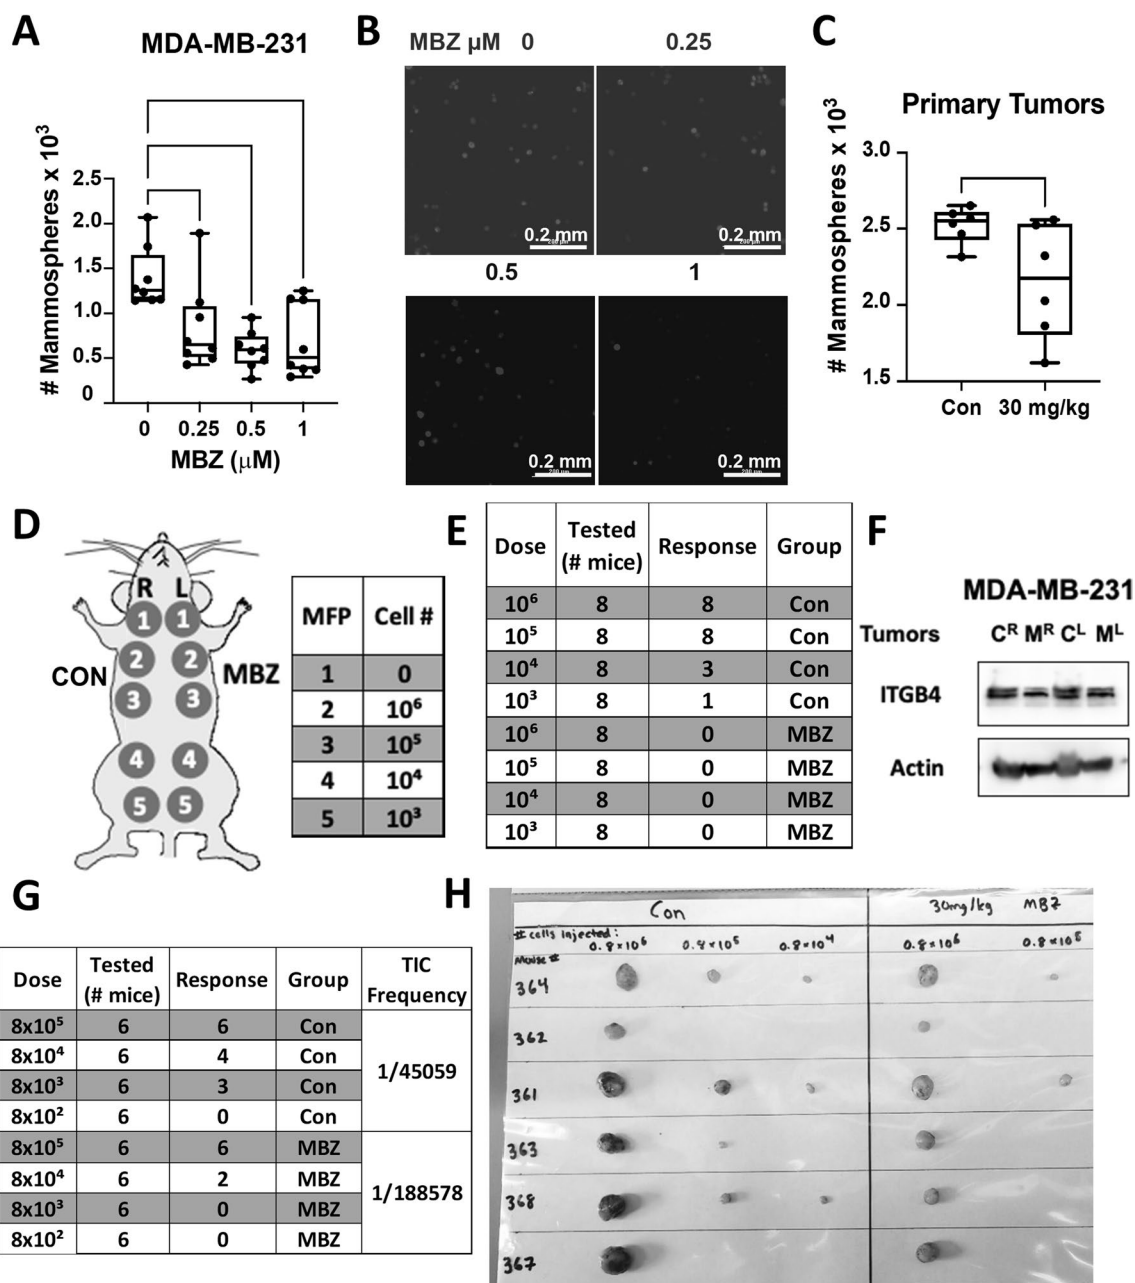 A
MDA-MB-231
# Mammospheres x 10³
2.5
2.0
1.5
1.0
0.5
0
0 0.25 0.5 1
MBZ (μM)
B
MBZ μM 0 0.25
0.2 mm 0.2 mm
0.5 1
0.2 mm 0.2 mm
C
Primary Tumors
# Mammospheres x 10³
3.0
2.5
2.0
1.5
Con 30 mg/kg
D
R L
1 1
CON 2 2 MBZ
3 3
4 4
5 5
MFP Cell #
1 0
2 10⁶
3 10⁵
4 10⁴
5 10³
E
Dose Tested (# mice) Response Group
10⁶ 8 8 Con
10⁵ 8 8 Con
10⁴ 8 3 Con
10³ 8 1 Con
10⁶ 8 0 MBZ
10⁵ 8 0 MBZ
10⁴ 8 0 MBZ
10³ 8 0 MBZ
F
MDA-MB-231
Tumors Cᴿ Mᴿ Cᴸ Mᴸ
ITGB4
Actin
G
Dose Tested (# mice) Response Group TIC Frequency
8x10⁵ 6 6 Con
8x10⁴ 6 4 Con
1/45059
8x10³ 6 3 Con
8x10² 6 0 Con
8x10⁵ 6 6 MBZ
8x10⁴ 6 2 MBZ
1/188578
8x10³ 6 0 MBZ
8x10² 6 0 MBZ
H
Con 30mg/kg MBZ
# cells injected:
0.8×10⁶ 0.8×10⁵ 0.8×10⁴ 0.8×10⁶ 0.8×10⁵
Mouse #
364
362
361
363
368
367